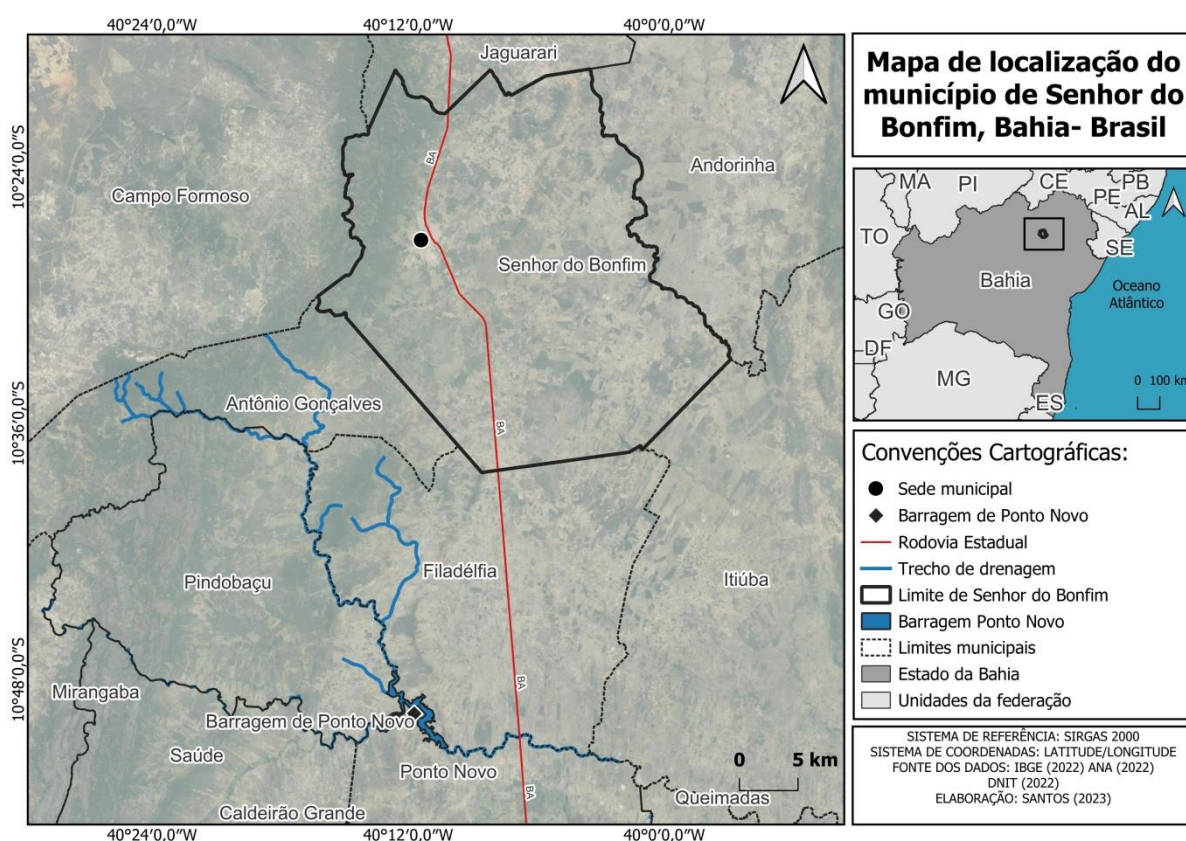 40°24'0,0"W
40°12'0,0"W
40°0'0,0"W
10°24'0,0"S
10°36'0,0"S
10°48'0,0"S
Jaguarari
Campo Formoso
BA
Andorinha
Senhor do Bonfim
Antônio Gonçalves
BA
Pindobaçu
Filadélfia
Itiúba
Mirangaba
Barragem de Ponto Novo
BA
Saúde
Ponto Novo
0 5 km
Queimadas
Caldeirão Grande
40°24'0,0"W
40°12'0,0"W
40°0'0,0"W
Mapa de localização do
município de Senhor do
Bonfim, Bahia- Brasil
MA
PI
CE
PB
PE
AL
TO
SE
Bahia
Oceano
Atlântico
GO
DF
MG
ES
0 100 km
Convenções Cartográficas:
Sede municipal
Barragem de Ponto Novo
Rodovia Estadual
Trecho de drenagem
Limite de Senhor do Bonfim
Barragem Ponto Novo
Limites municipais
Estado da Bahia
Unidades da federação
SISTEMA DE REFERÊNCIA: SIRGAS 2000
SISTEMA DE COORDENADAS: LATITUDE/LONGITUDE
FONTE DOS DADOS: IBGE (2022) ANA (2022)
DNIT (2022)
ELABORAÇÃO: SANTOS (2023)